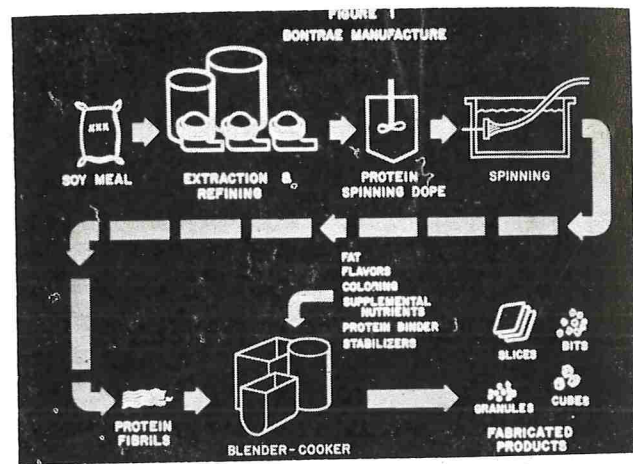 FIGURE 1
BONTRAE MANUFACTURE
XXX
SOY MEAL
EXTRACTION &
REFINING
PROTEIN
SPINNING DOPE
SPINNING
FAT
FLAVORS
COLORING
SUPPLEMENTAL
NUTRIENTS
PROTEIN BINDER
STABILIZERS
SLICES
BITS
GRANULES
CUBES
PROTEIN
FIBRILS
BLENDER-COOKER
FABRICATED
PRODUCTS